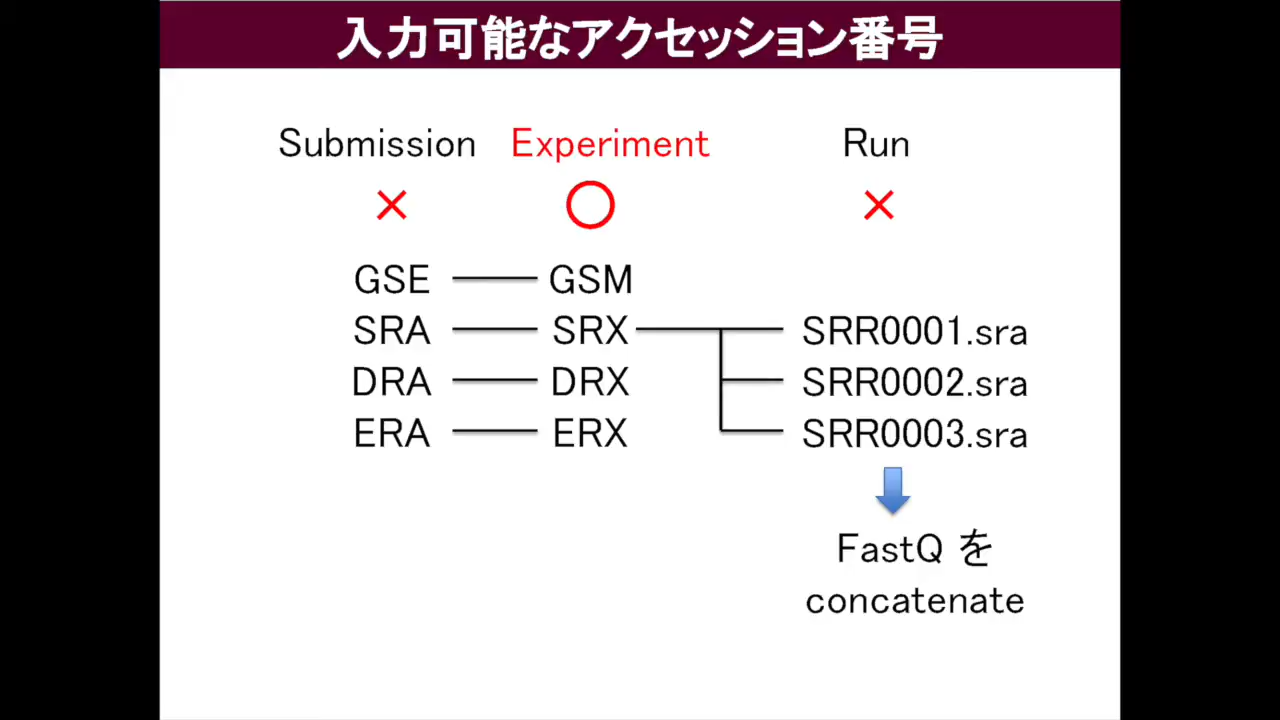 入力可能なアクセッション番号
Submission Experiment Run
× ○ ×
GSE GSM
SRA SRX SRR0001.sra
DRA DRX SRR0002.sra
ERA ERX SRR0003.sra
FastQ を
concatenate